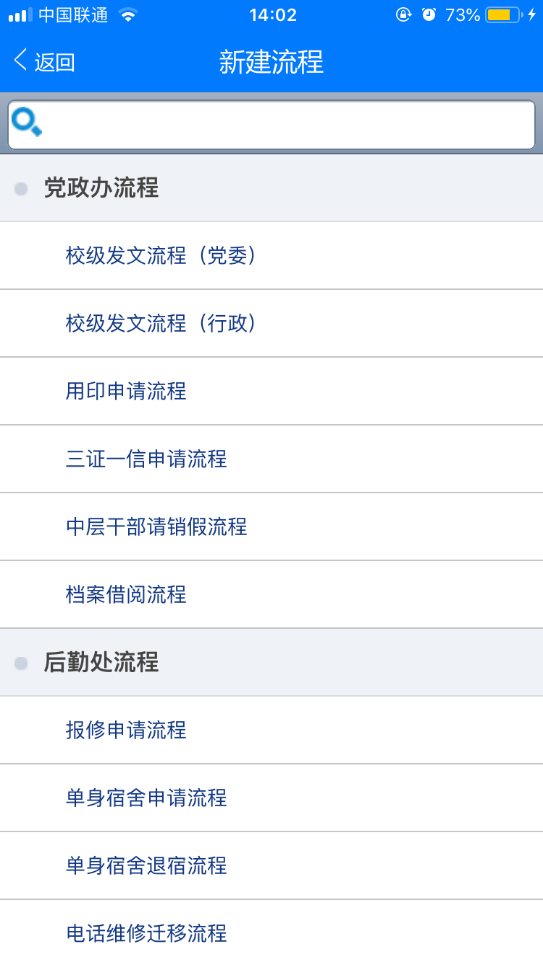 中国联通 14:02 73%
返回 新建流程
党政办流程
校级发文流程（党委）
校级发文流程（行政）
用印申请流程
三证一信申请流程
中层干部请销假流程
档案借阅流程
后勤处流程
报修申请流程
单身宿舍申请流程
单身宿舍退宿流程
电话维修迁移流程